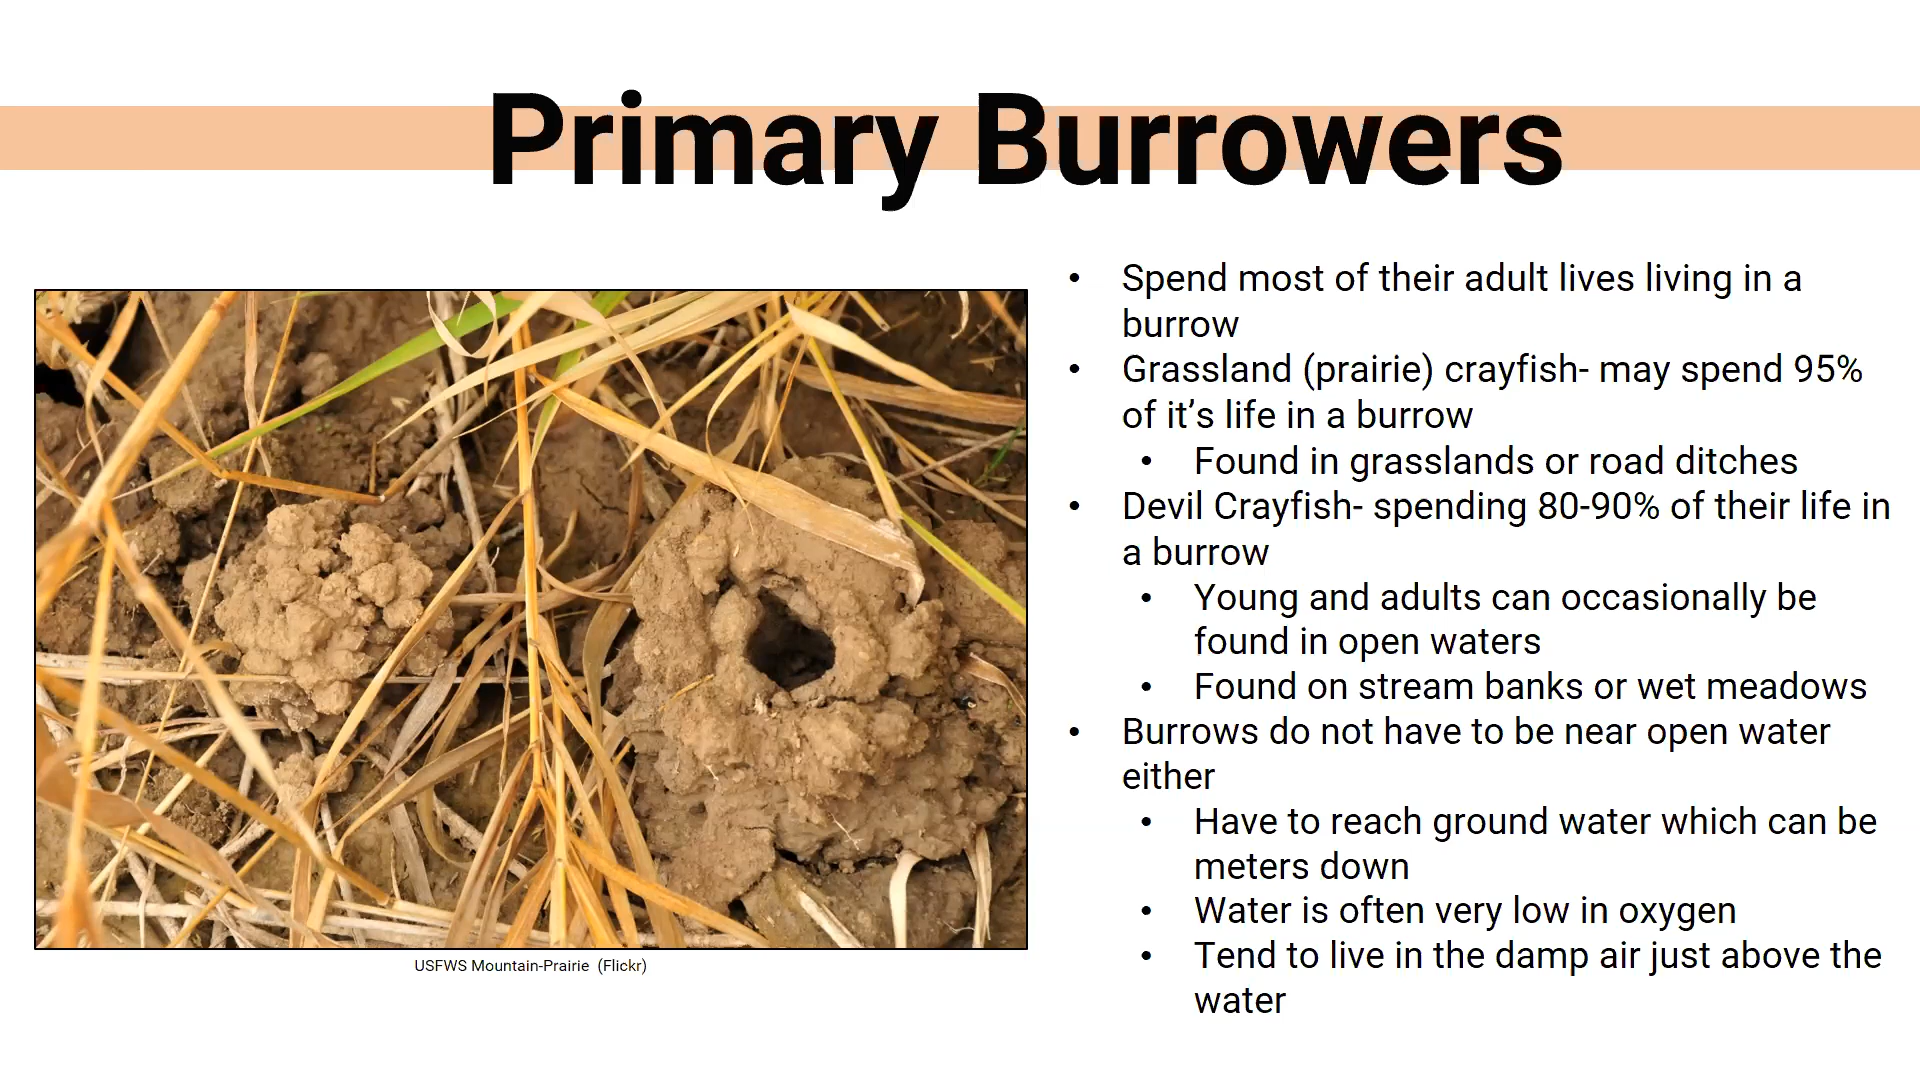 Primary Burrowers
• Spend most of their adult lives living in a
burrow
• Grassland (prairie) crayfish- may spend 95%
of it’s life in a burrow
• Found in grasslands or road ditches
• Devil Crayfish- spending 80-90% of their life in
a burrow
• Young and adults can occasionally be
found in open waters
• Found on stream banks or wet meadows
• Burrows do not have to be near open water
either
• Have to reach ground water which can be
meters down
• Water is often very low in oxygen
• Tend to live in the damp air just above the
water
USFWS Mountain-Prairie (Flickr)